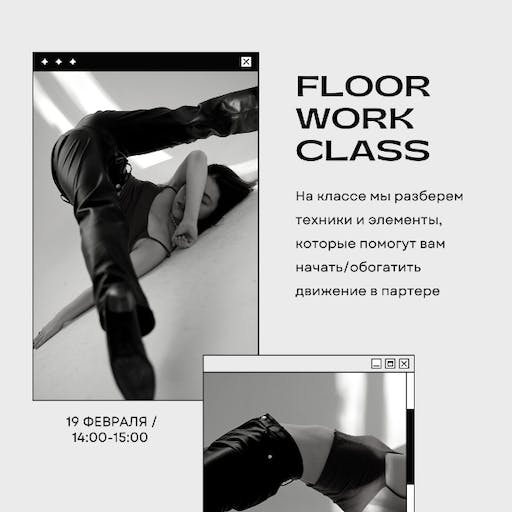 FLOOR
WORK
CLASS
На классе мы разберем
техники и элементы,
которые помогут вам
начать/обогатить
движение в партере
19 ФЕВРАЛЯ /
14:00-15:00